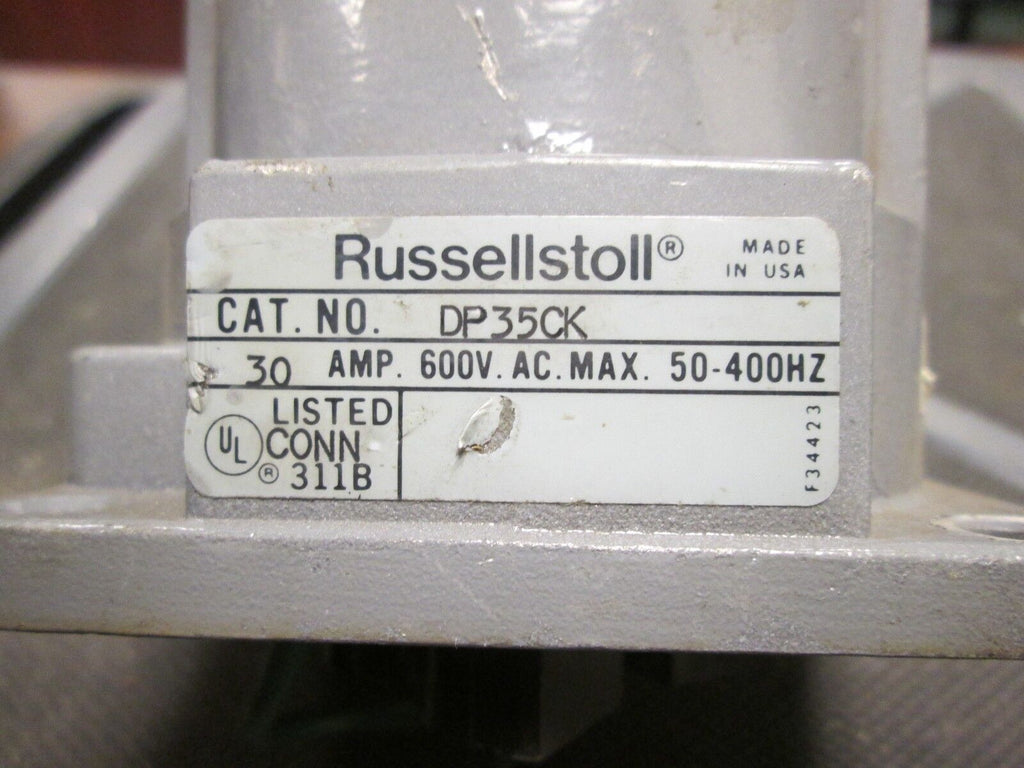 Russellstoll®
MADE
IN USA
CAT. NO. DP35CK
30 AMP. 600V. AC. MAX. 50-400HZ
UL
®
LISTED
CONN
311B
F34423